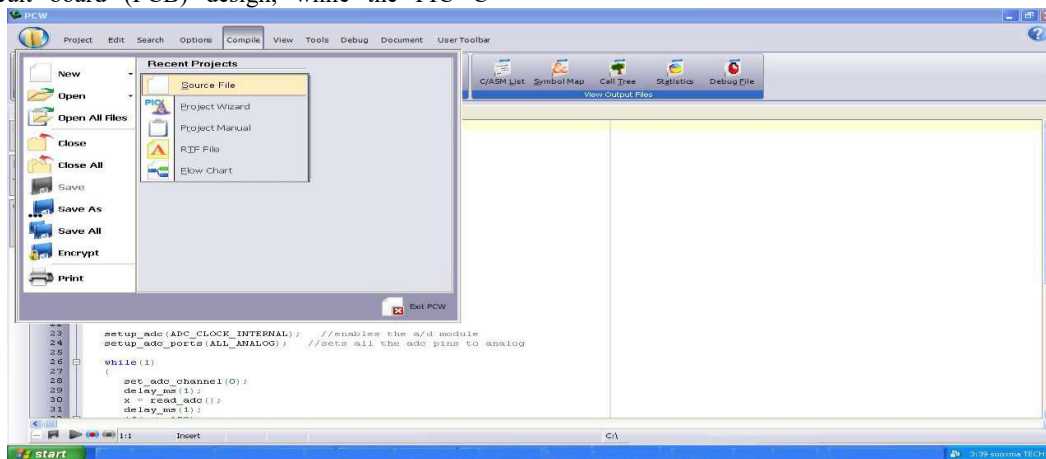 cuit board (PCB) design, while the PIC C
PCW
Project Edit Search Options Compile View Tools Debug Document User Toolbar
New
Open
Open All Files
Close
Close All
Save
Save As
Save All
Encrypt
Print
Recent Projects
Source File
Project Wizard
Project Manual
RTF File
Flow Chart
Exit PCW
C/ASM List Symbol Map Call Tree Statistics Debug File
View Output Files
23 setup_adc(ADC_CLOCK_INTERNAL); //enables the a/d module
24 setup_adc_ports(ALL_ANALOG); //sets all the adc pins to analog
25
26 while(1)
27 {
28 set_adc_channel(0);
29 delay_ms(1);
30 x = read_adc();
31 delay_ms(1);
1:1 Insert C:\
start 3:39 sooxma TECH